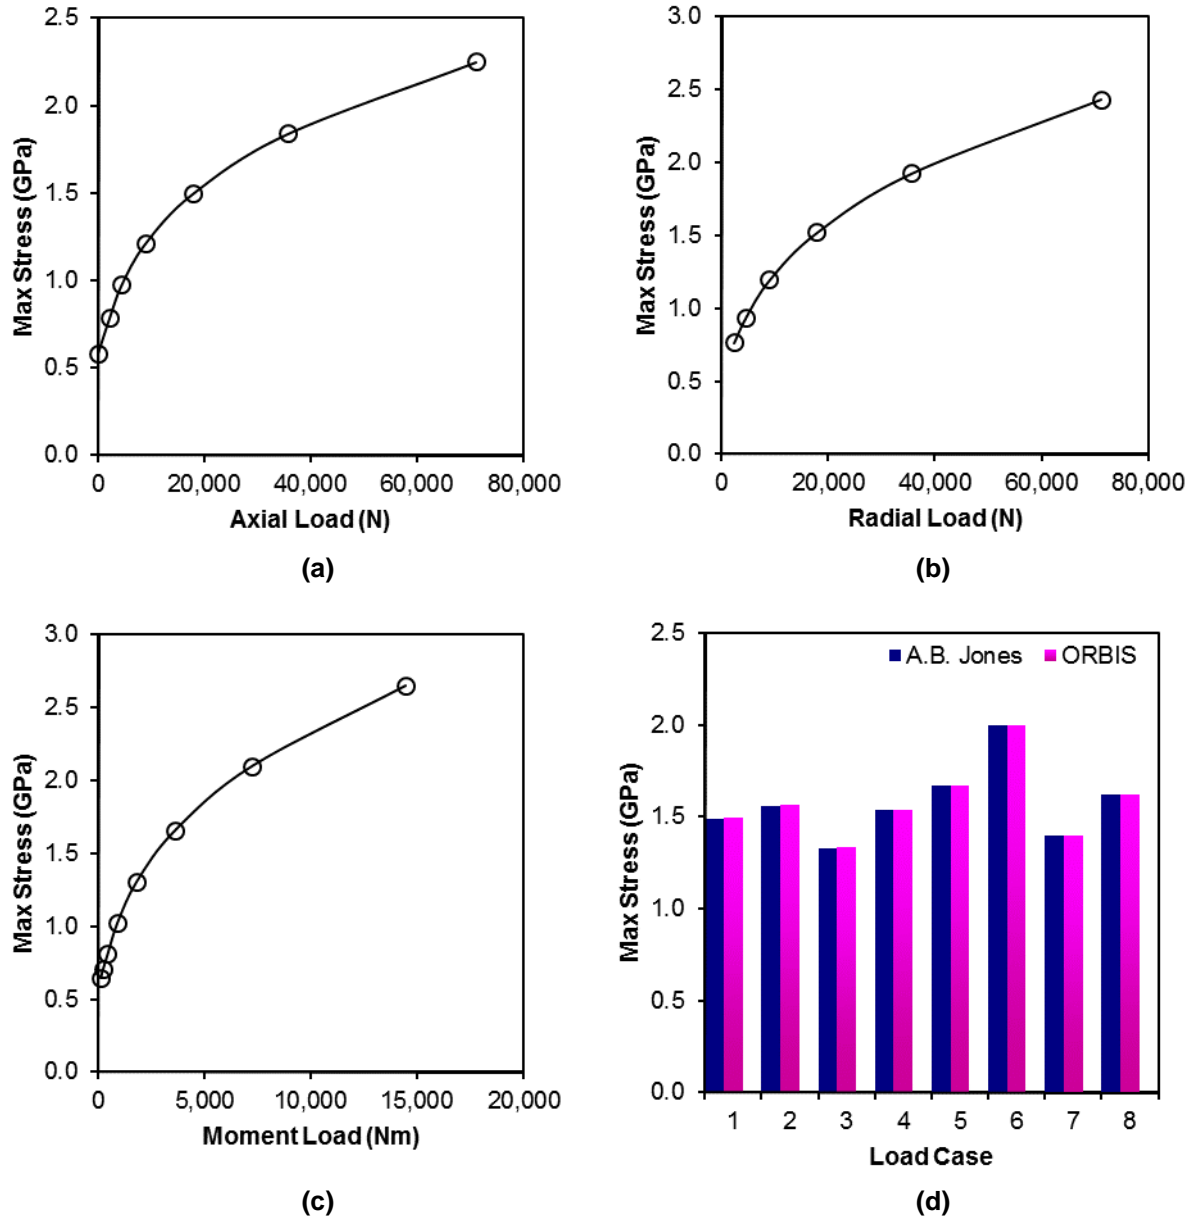 2.5
2.0
1.5
1.0
0.5
0.0
Max Stress (GPa)
0 20,000 40,000 60,000 80,000
Axial Load (N)
(a)
3.0
2.5
2.0
1.5
1.0
0.5
0.0
Max Stress (GPa)
0 20,000 40,000 60,000 80,000
Radial Load (N)
(b)
3.0
2.5
2.0
1.5
1.0
0.5
0.0
Max Stress (GPa)
0 5,000 10,000 15,000 20,000
Moment Load (Nm)
(c)
2.5
2.0
1.5
1.0
0.5
0.0
Max Stress (GPa)
A.B. Jones ORBIS
1 2 3 4 5 6 7 8
Load Case
(d)